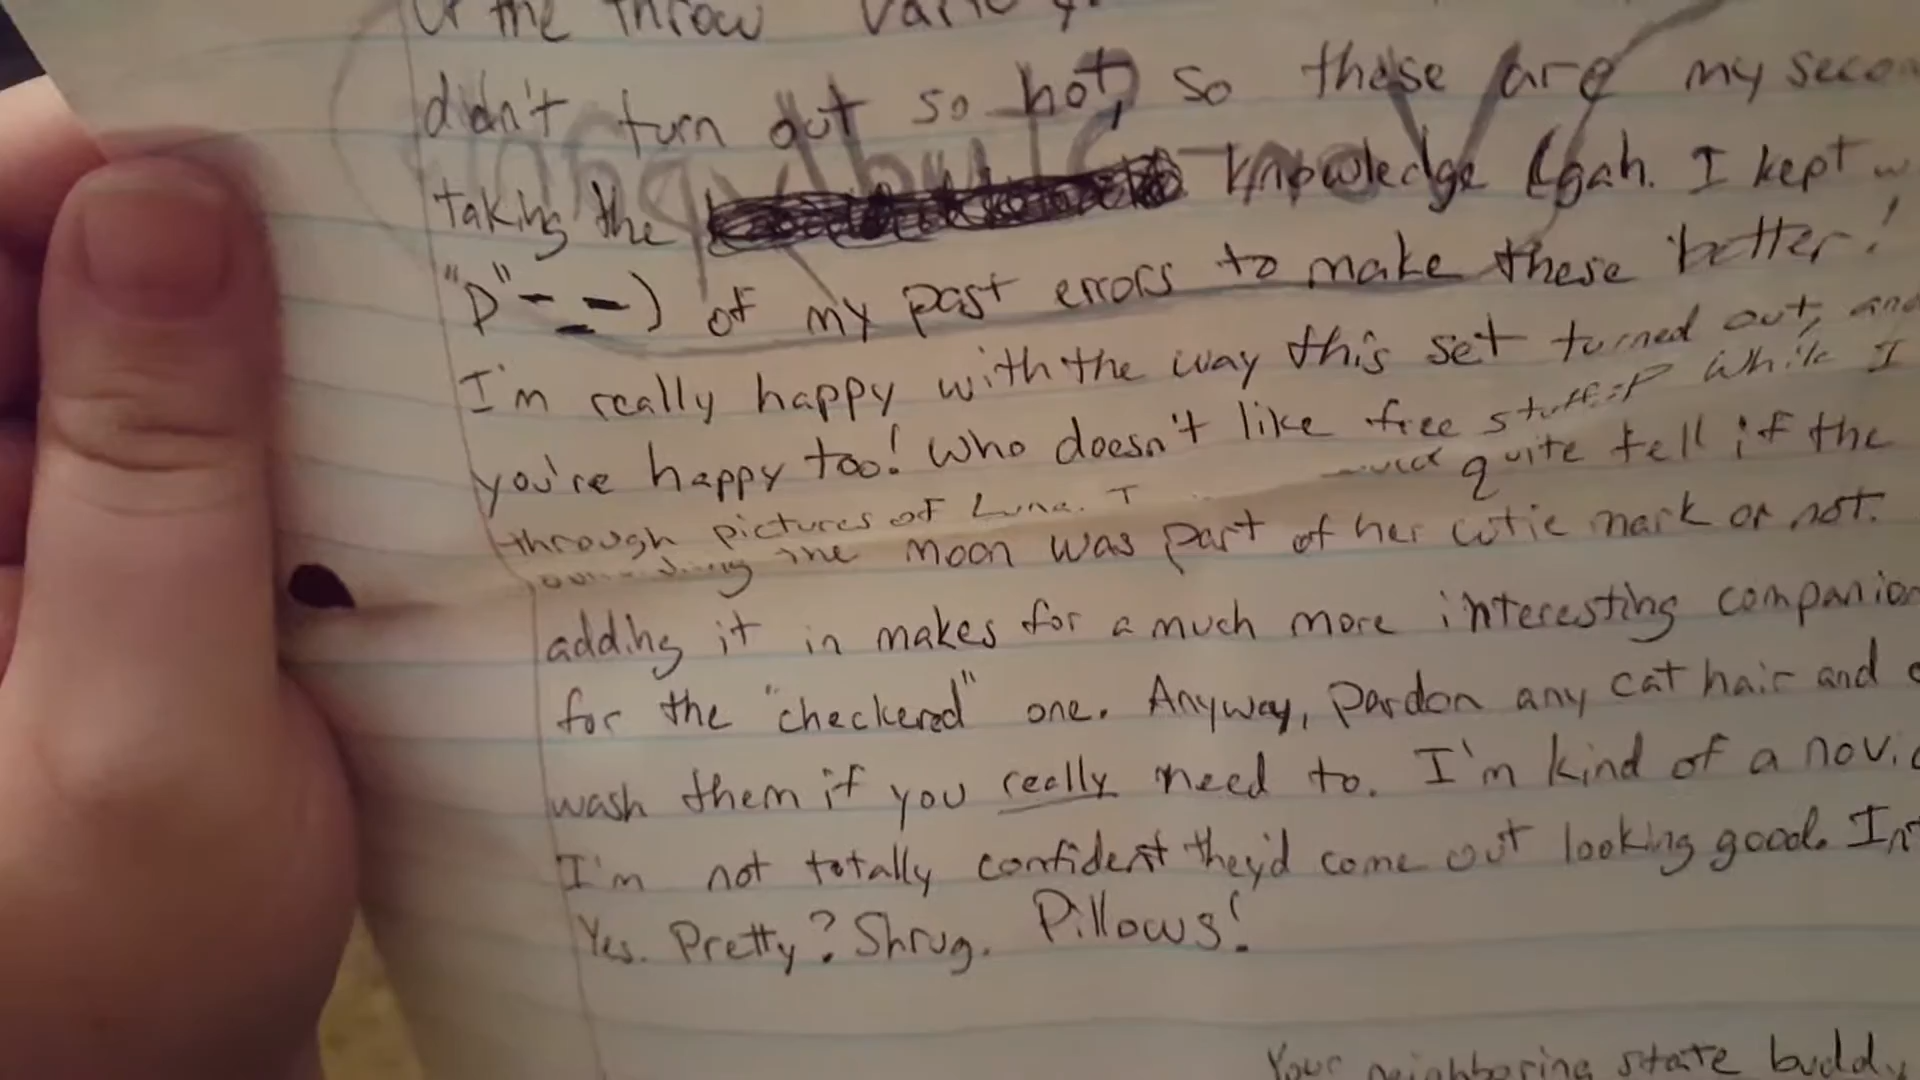 of the throw
didn't turn out so hot, so these are my
taking the knowledge (gah. I kept
"P" -_-) of my past errors to make these better!
I'm really happy with the way this set turned out, and
you're happy too! Who doesn't like free stuff =P While I
through pictures of Luna. I quite tell if the
the moon was part of her cutie mark or not.
adding it in makes for a much more interesting
for the "checkered" one. Anyway, pardon any cat hair and
wash them if you really need to. I'm kind of a
I'm not totally confident they'd come out looking good.
Yes. Pretty? Shrug. Pillows!
Your neighboring state buddy